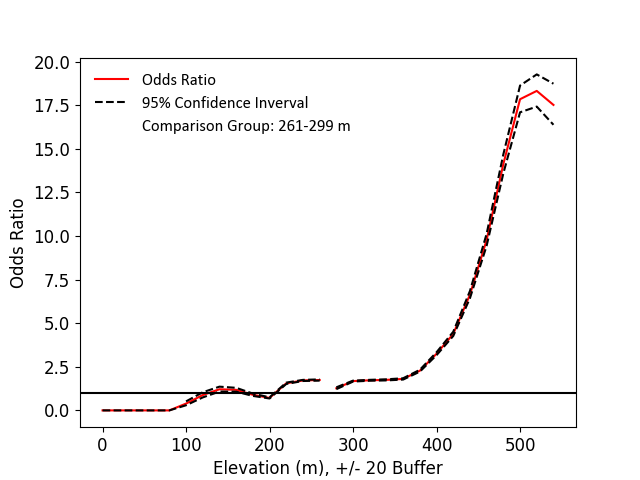 20.0
17.5
15.0
12.5
10.0
7.5
5.0
2.5
0.0
Odds Ratio
Odds Ratio
95% Confidence Inverval
Comparison Group: 261-299 m
0 100 200 300 400 500
Elevation (m), +/- 20 Buffer